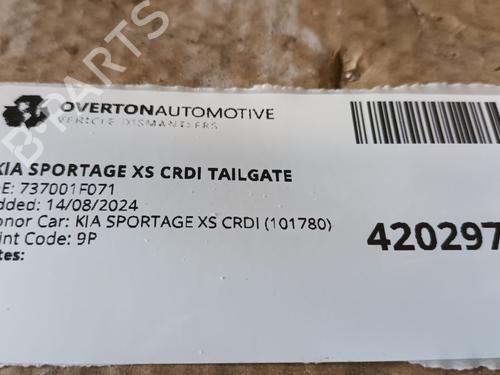 OVERTONAUTOMOTIVE
VEHICLE DISMANTLERS
KIA SPORTAGE XS CRDI TAILGATE
E: 737001F071
dded: 14/08/2024
onor Car: KIA SPORTAGE XS CRDI (101780)
int Code: 9P
tes:
420297
B-PARTS